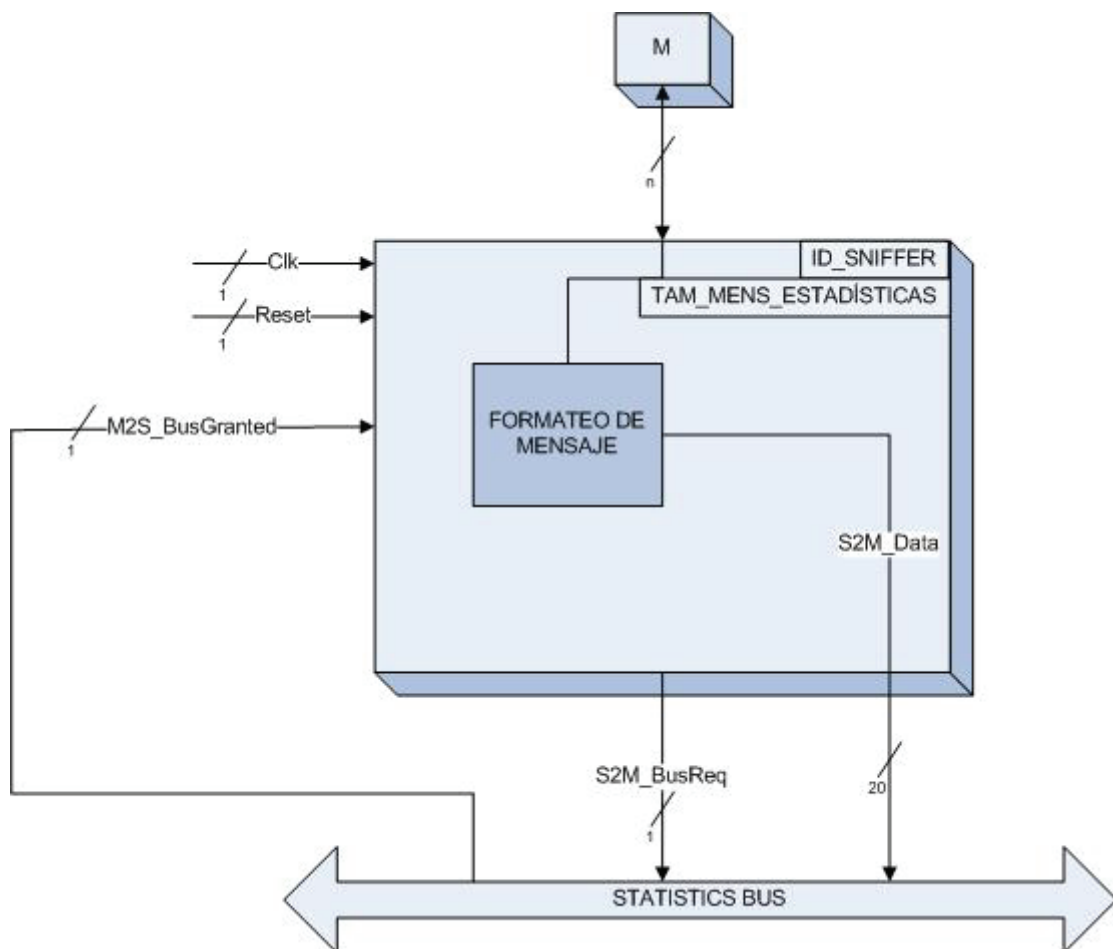 M
n
ID_SNIFFER
Clk
1
TAM_MENS_ESTADÍSTICAS
Reset
1
M2S_BusGranted
1
FORMATEO DE
MENSAJE
S2M_Data
S2M_BusReq
1
20
STATISTICS BUS